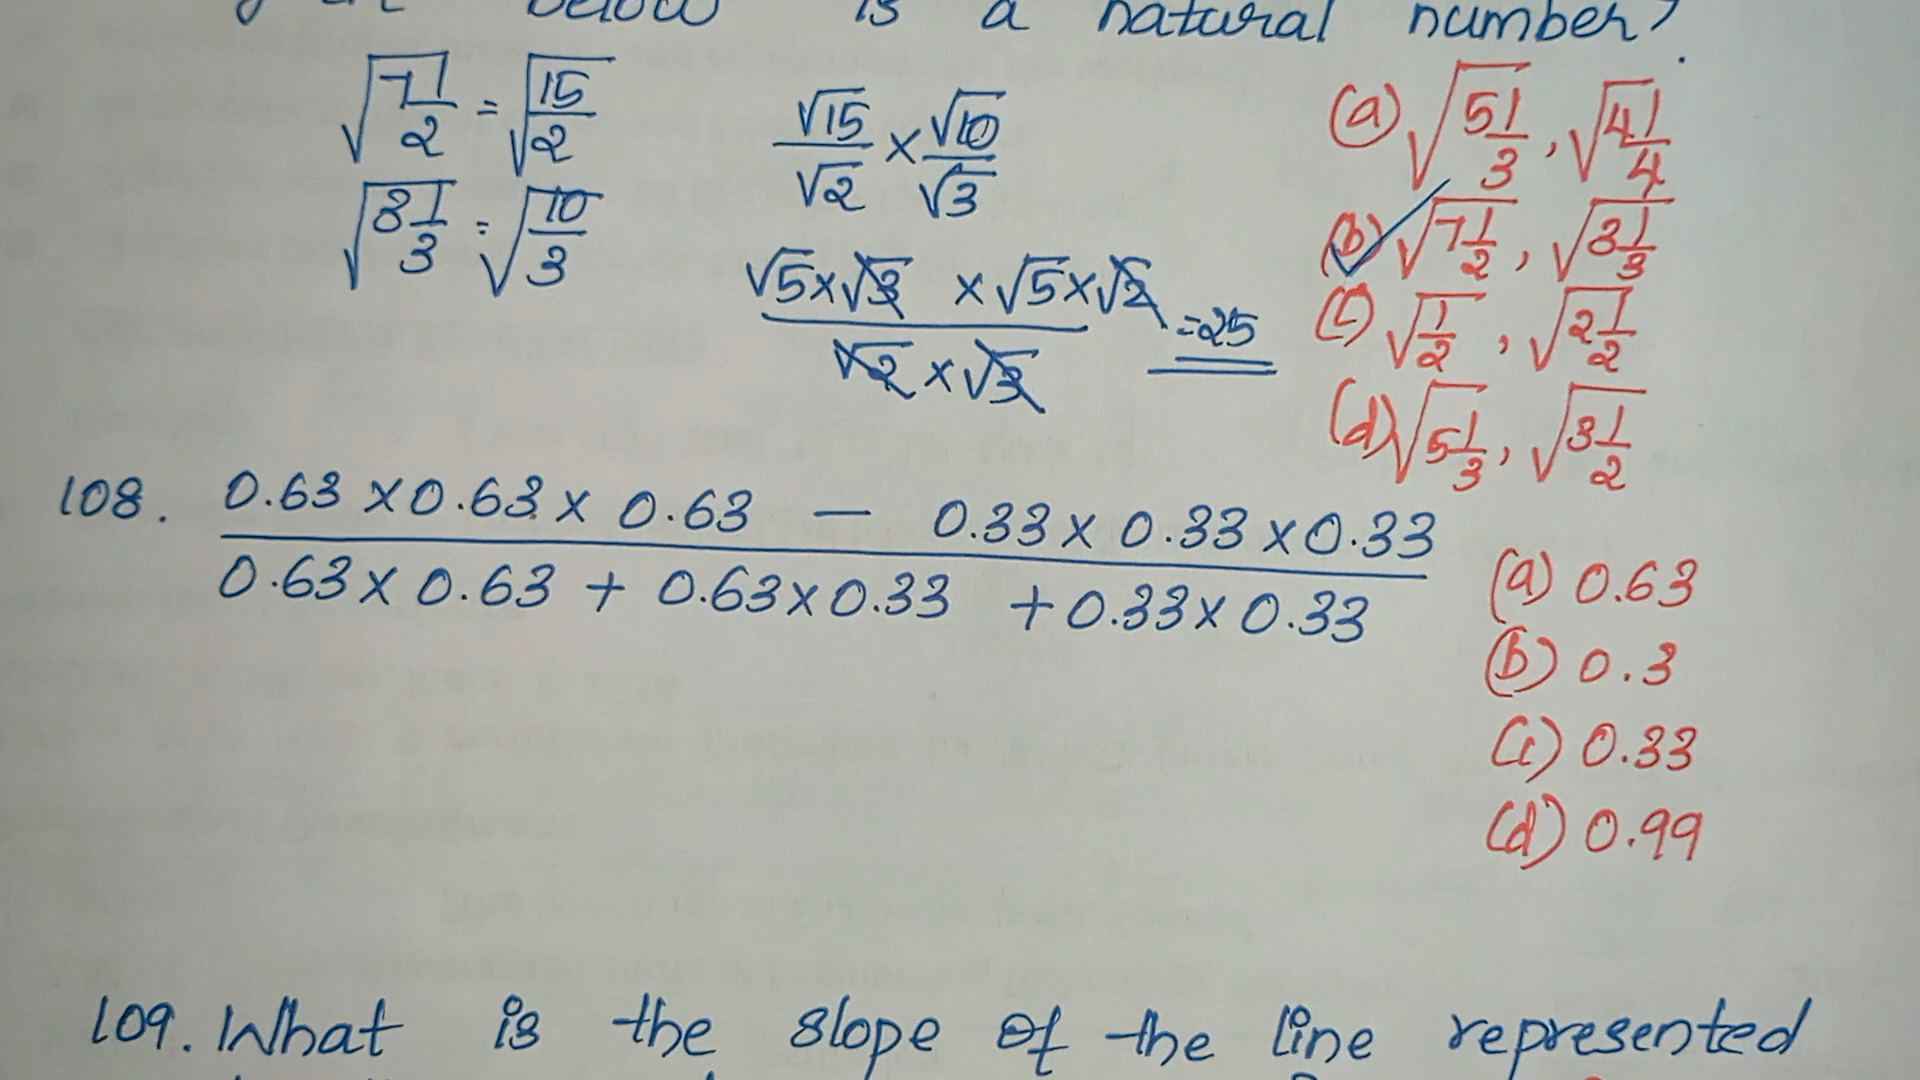 below is a natural number?
√7 1/2 = √15/2
√8 1/3 = √10/3
√15/√2 × √10/√3
√5×√3 × √5×√2 / √2 × √3 = 25
(a) √5 1/3, √4 1/4
(b) √7 1/2, √3 1/3
(c) √1/2, √2 1/2
(d) √5 1/3, √3 1/2
108. 0.63 × 0.63 × 0.63 — 0.33 × 0.33 × 0.33
0.63 × 0.63 + 0.63 × 0.33 + 0.33 × 0.33
(a) 0.63
(b) 0.3
(c) 0.33
(d) 0.99
109. What is the slope of the line represented